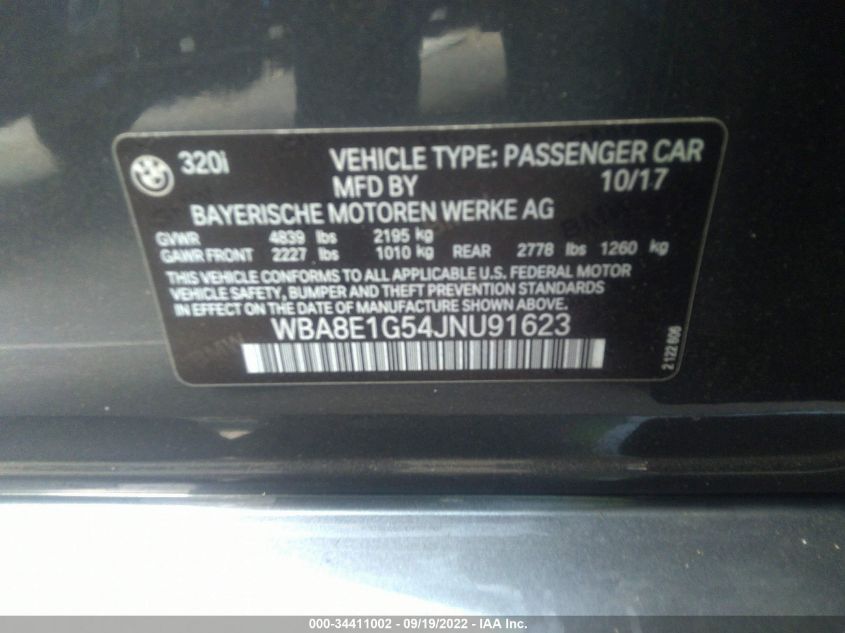 320i VEHICLE TYPE: PASSENGER CAR
MFD BY 10/17
BAYERISCHE MOTOREN WERKE AG
GVWR 4839 lbs 2195 kg
GAWR FRONT 2227 lbs 1010 kg REAR 2778 lbs 1260 kg
THIS VEHICLE CONFORMS TO ALL APPLICABLE U.S. FEDERAL MOTOR
VEHICLE SAFETY, BUMPER AND THEFT PREVENTION STANDARDS
IN EFFECT ON THE DATE OF MANUFACTURE SHOWN ABOVE.
WBA8E1G54JNU91623
2 122 606
000-34411002 - 09/19/2022 - IAA Inc.